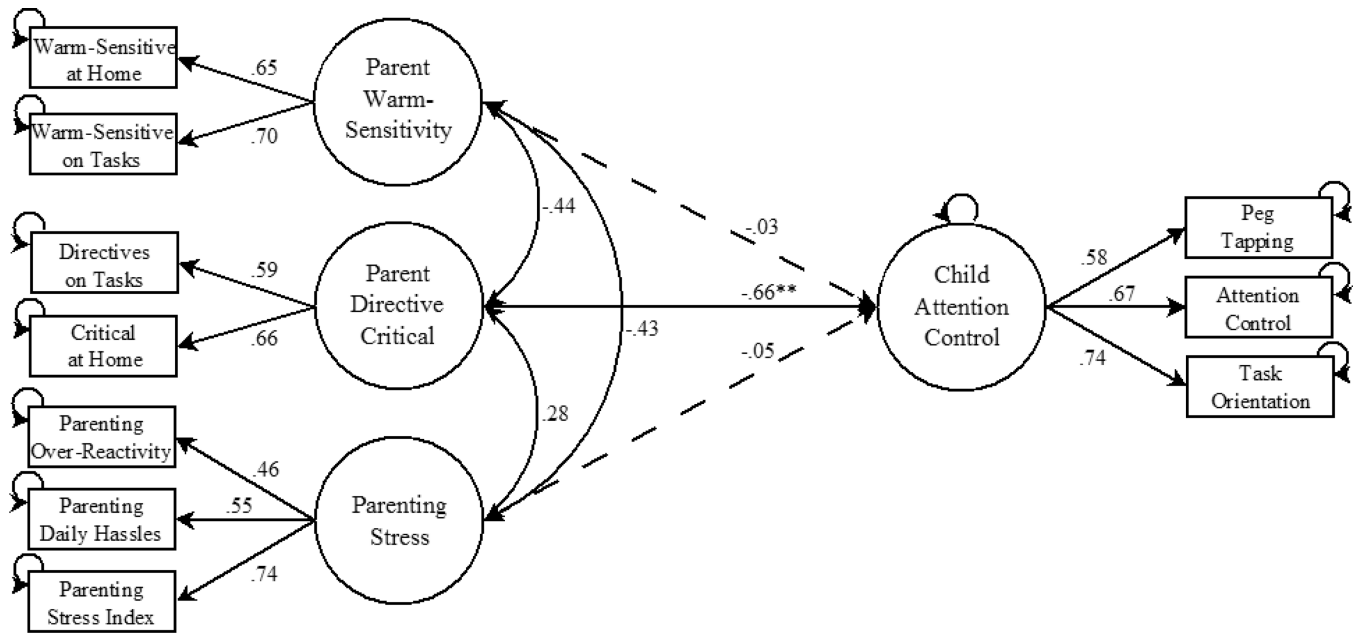 Warm-Sensitive
at Home
Warm-Sensitive
on Tasks
.65
.70
Parent
Warm-
Sensitivity
Directives
on Tasks
Critical
at Home
.59
.66
Parent
Directive
Critical
Parenting
Over-Reactivity
Parenting
Daily Hassles
Parenting
Stress Index
.46
.55
.74
Parenting
Stress
-.44
-.43
.28
-.03
-.66**
-.05
Child
Attention
Control
.58
.67
.74
Peg
Tapping
Attention
Control
Task
Orientation